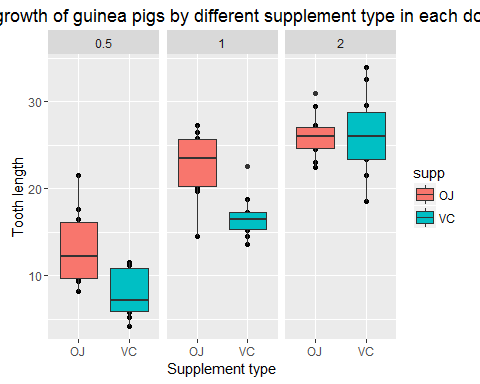 growth of guinea pigs by different supplement type in each do
0.5 1 2
30
20
10
Tooth length
OJ VC OJ VC OJ VC
Supplement type
supp
OJ
VC